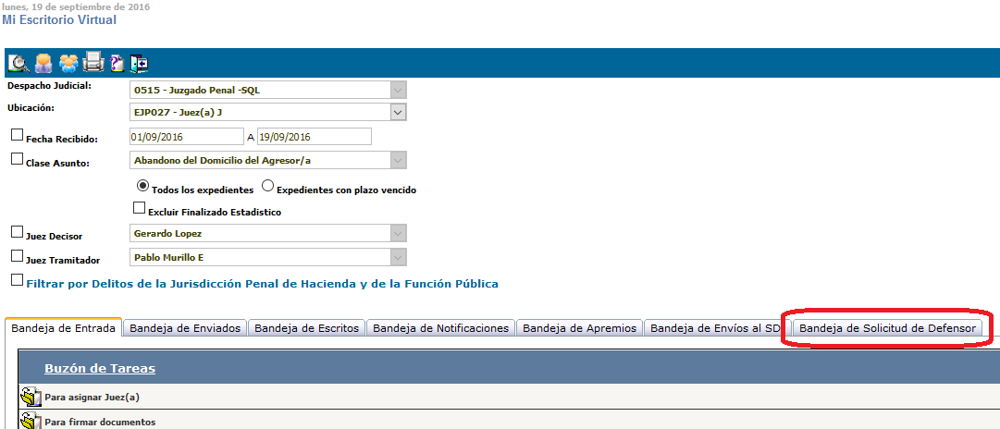 lunes, 19 de septiembre de 2016
Mi Escritorio Virtual
Despacho Judicial: 0515 - Juzgado Penal -SQL
Ubicación: EJP027 - Juez(a) J
Fecha Recibido: 01/09/2016 A 19/09/2016
Clase Asunto: Abandono del Domicilio del Agresor/a
Todos los expedientes Expedientes con plazo vencido
Excluir Finalizado Estadistico
Juez Decisor Gerardo Lopez
Juez Tramitador Pablo Murillo E
Filtrar por Delitos de la Jurisdicción Penal de Hacienda y de la Función Pública
Bandeja de Entrada Bandeja de Enviados Bandeja de Escritos Bandeja de Notificaciones Bandeja de Apremios Bandeja de Envíos al Bandeja de Solicitud de Defensor
Buzón de Tareas
Para asignar Juez(a)
Para firmar documentos